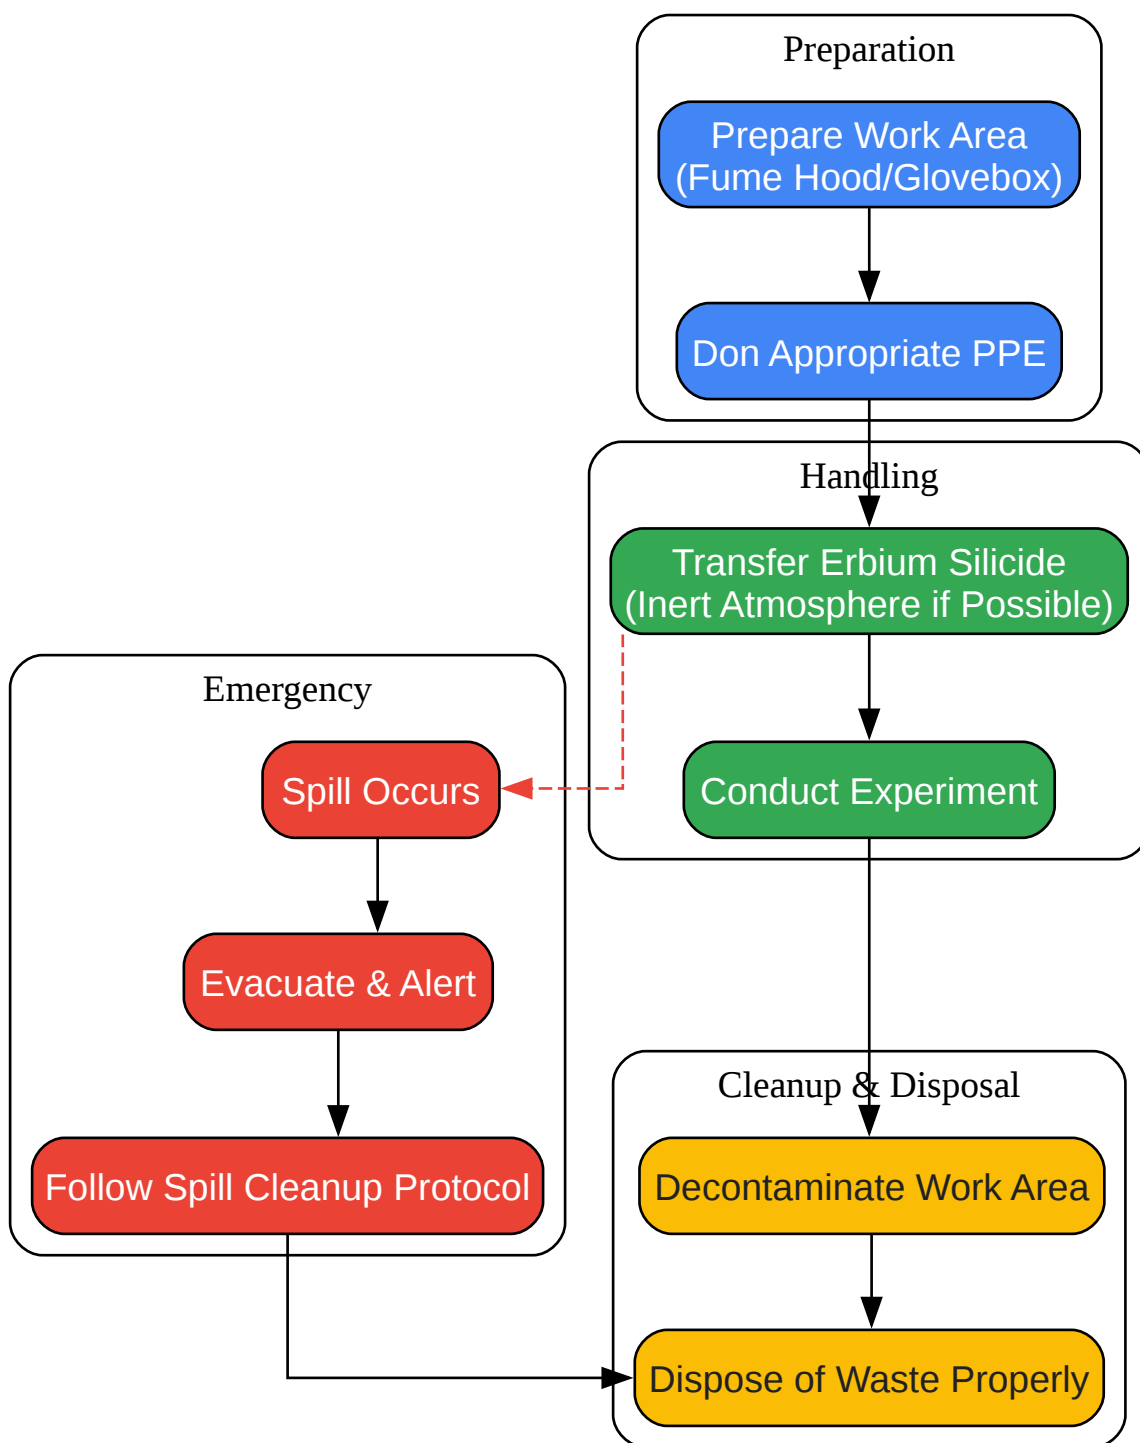 Preparation
Prepare Work Area
(Fume Hood/Glovebox)
Don Appropriate PPE
Handling
Transfer Erbium Silicide
(Inert Atmosphere if Possible)
Conduct Experiment
Emergency
Spill Occurs
Evacuate & Alert
Follow Spill Cleanup Protocol
Cleanup & Disposal
Decontaminate Work Area
Dispose of Waste Properly